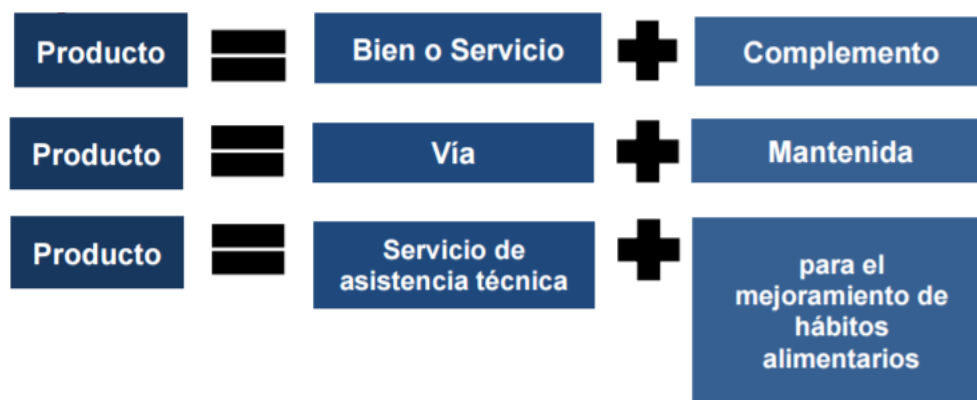 Producto = Bien o Servicio + Complemento
Producto = Vía + Mantenida
Producto = Servicio de
asistencia técnica + para el
mejoramiento de
hábitos
alimentarios